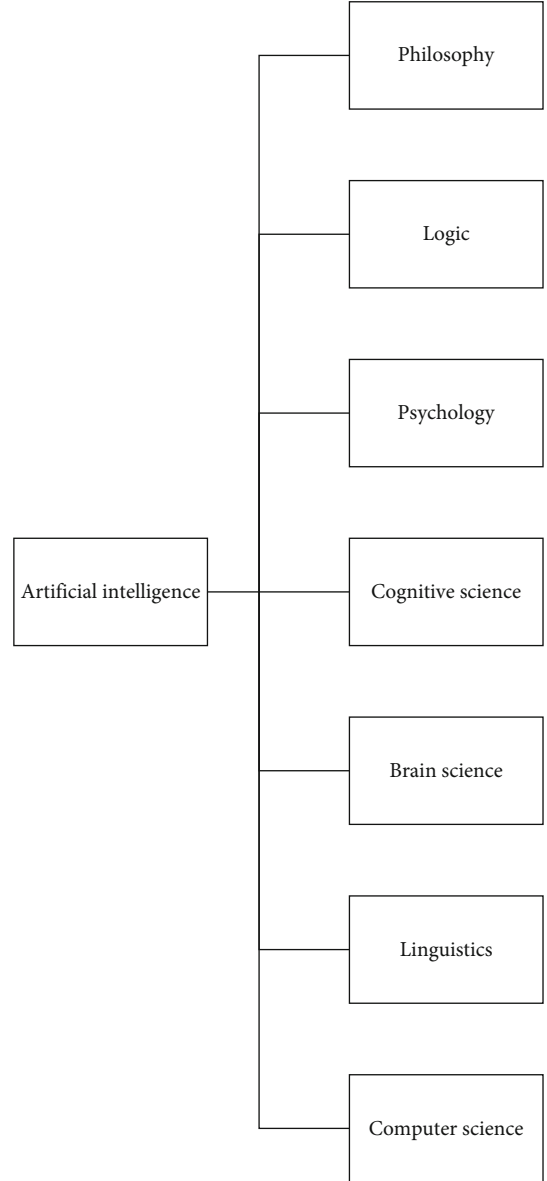 Philosophy
Logic
Psychology
Artificial intelligence
Cognitive science
Brain science
Linguistics
Computer science